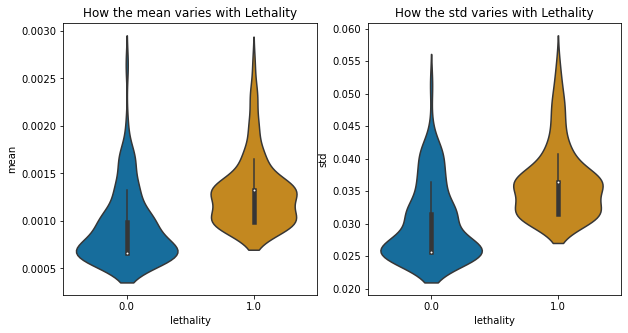 How the mean varies with Lethality
0.0030
0.0025
0.0020
0.0015
0.0010
0.0005
mean
0.0 1.0
lethality
How the std varies with Lethality
0.060
0.055
0.050
0.045
0.040
0.035
0.030
0.025
0.020
std
0.0 1.0
lethality